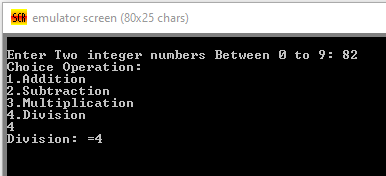 SCR emulator screen (80x25 chars)
Enter Two integer numbers Between 0 to 9: 82
Choice Operation:
1.Addition
2.Subtraction
3.Multiplication
4.Division
4
Division: =4